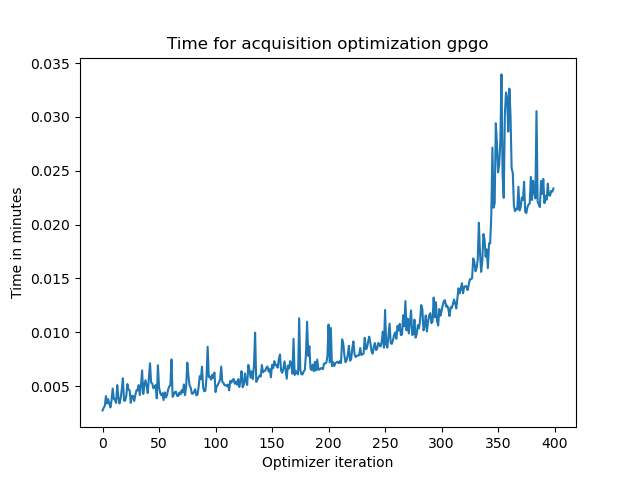 Time for acquisition optimization gpgo
0.035
0.030
0.025
0.020
0.015
0.010
0.005
Time in minutes
0 50 100 150 200 250 300 350 400
Optimizer iteration